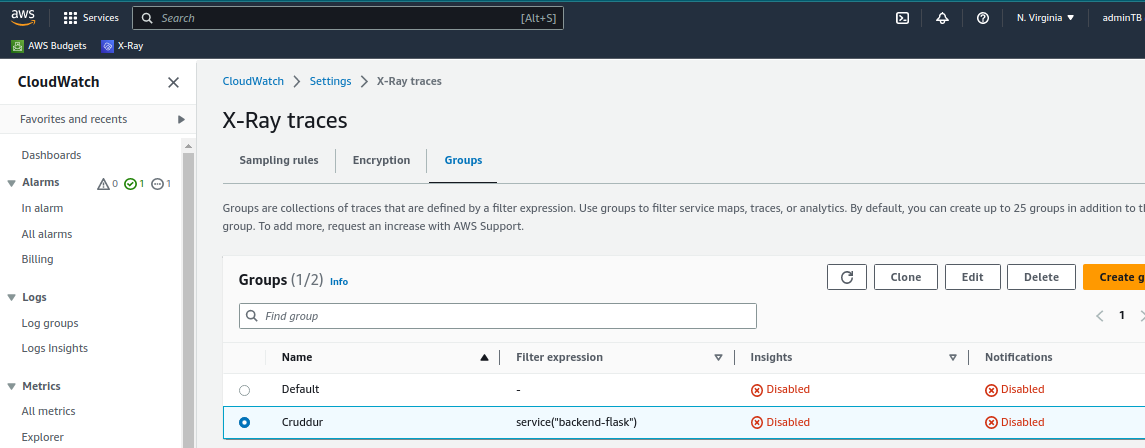 aws Services Search [Alt+S] N. Virginia adminTB
AWS Budgets X-Ray
CloudWatch
Favorites and recents
Dashboards
Alarms 0 1 1
In alarm
All alarms
Billing
Logs
Log groups
Logs Insights
Metrics
All metrics
Explorer
CloudWatch Settings X-Ray traces
X-Ray traces
Sampling rules Encryption Groups
Groups are collections of traces that are defined by a filter expression. Use groups to filter service maps, traces, or analytics. By default, you can create up to 25 groups in addition to th
group. To add more, request an increase with AWS Support.
Groups (1/2) Info Clone Edit Delete Create g
Find group 1
Name Filter expression Insights Notifications
Default - Disabled Disabled
Cruddur service("backend-flask") Disabled Disabled